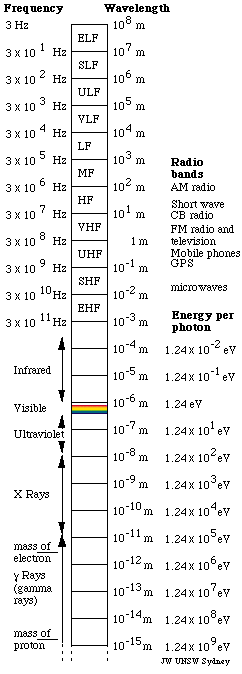 Frequency Wavelength
3 Hz 10^8 m
ELF
3 x 10^1 Hz 10^7 m
SLF
3 x 10^2 Hz 10^6 m
ULF
3 x 10^3 Hz 10^5 m
VLF
3 x 10^4 Hz 10^4 m
LF
3 x 10^5 Hz 10^3 m Radio
bands
MF
3 x 10^6 Hz 10^2 m AM radio
HF Short wave
3 x 10^7 Hz 10^1 m CB radio
VHF FM radio and
3 x 10^8 Hz 1 m television
UHF Mobile phones
3 x 10^9 Hz 10^-1 m GPS
SHF microwaves
3 x 10^10 Hz 10^-2 m
EHF Energy per
3 x 10^11 Hz 10^-3 m photon
10^-4 m 1.24 x 10^-2 eV
Infrared
10^-5 m 1.24 x 10^-1 eV
Visible 10^-6 m 1.24 eV
Ultraviolet 10^-7 m 1.24 x 10^1 eV
10^-8 m 1.24 x 10^2 eV
X Rays 10^-9 m 1.24 x 10^3 eV
10^-10 m 1.24 x 10^4 eV
10^-11 m 1.24 x 10^5 eV
mass of
electron 10^-12 m 1.24 x 10^6 eV
γ Rays
(gamma 10^-13 m 1.24 x 10^7 eV
rays)
10^-14 m 1.24 x 10^8 eV
mass of
proton 10^-15 m 1.24 x 10^9 eV
JW UNSW Sydney